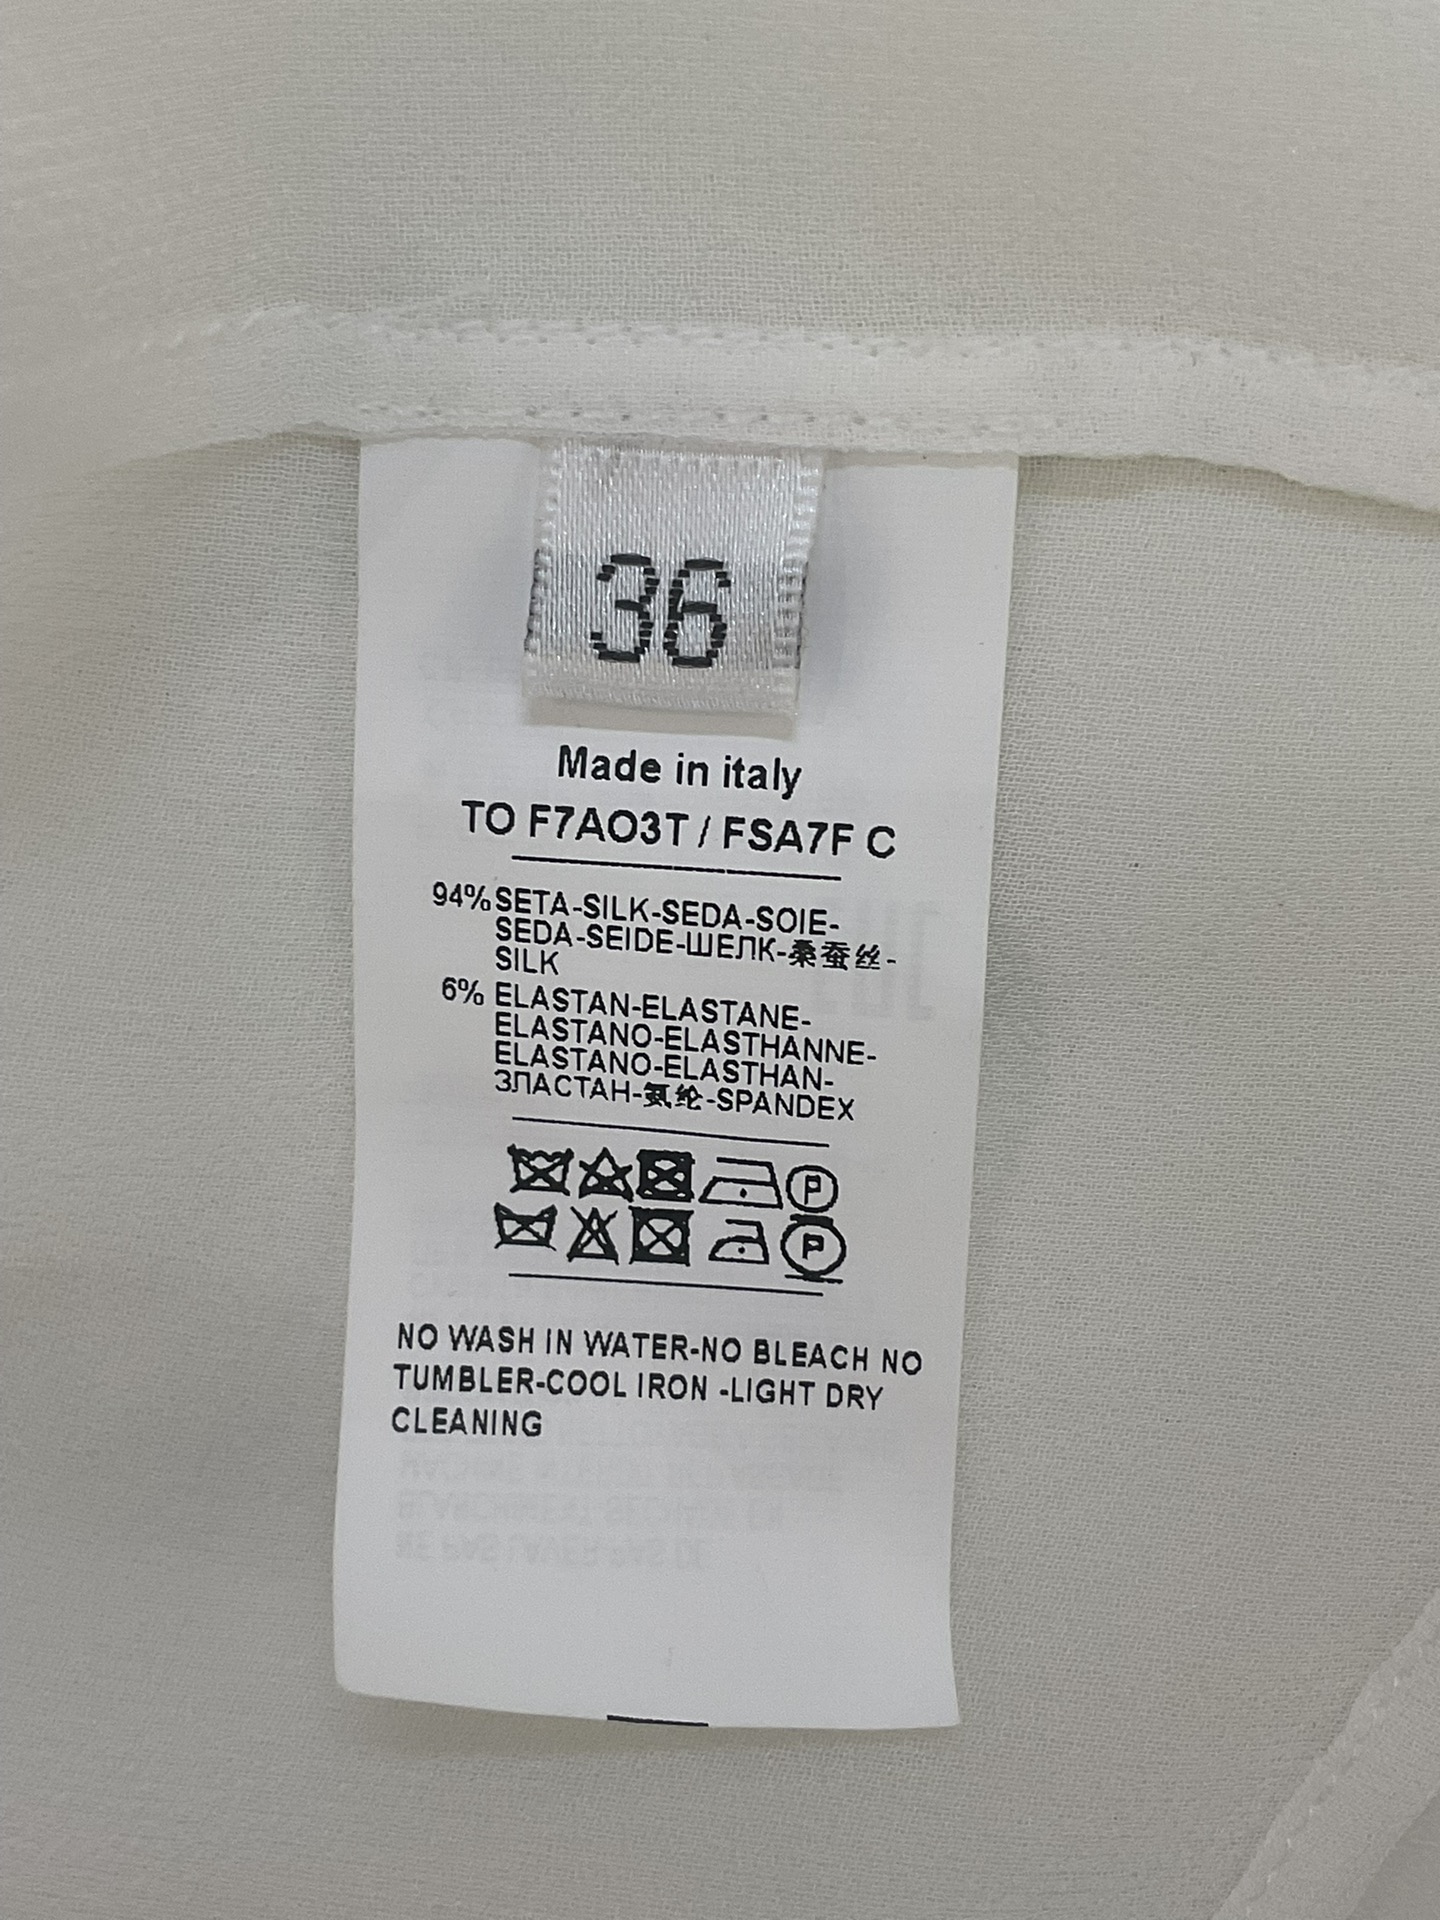 36
Made in italy
TO F7AO3T / FSA7F C
94% SETA-SILK-SEDA-SOIE-
SEDA-SEIDE-ШЕЛК-桑蚕丝-
SILK
6% ELASTAN-ELASTANE-
ELASTANO-ELASTHANNE-
ELASTANO-ELASTHAN-
ЗЛАСТАН-氨纶-SPANDEX
P
P
NO WASH IN WATER-NO BLEACH NO
TUMBLER-COOL IRON -LIGHT DRY
CLEANING